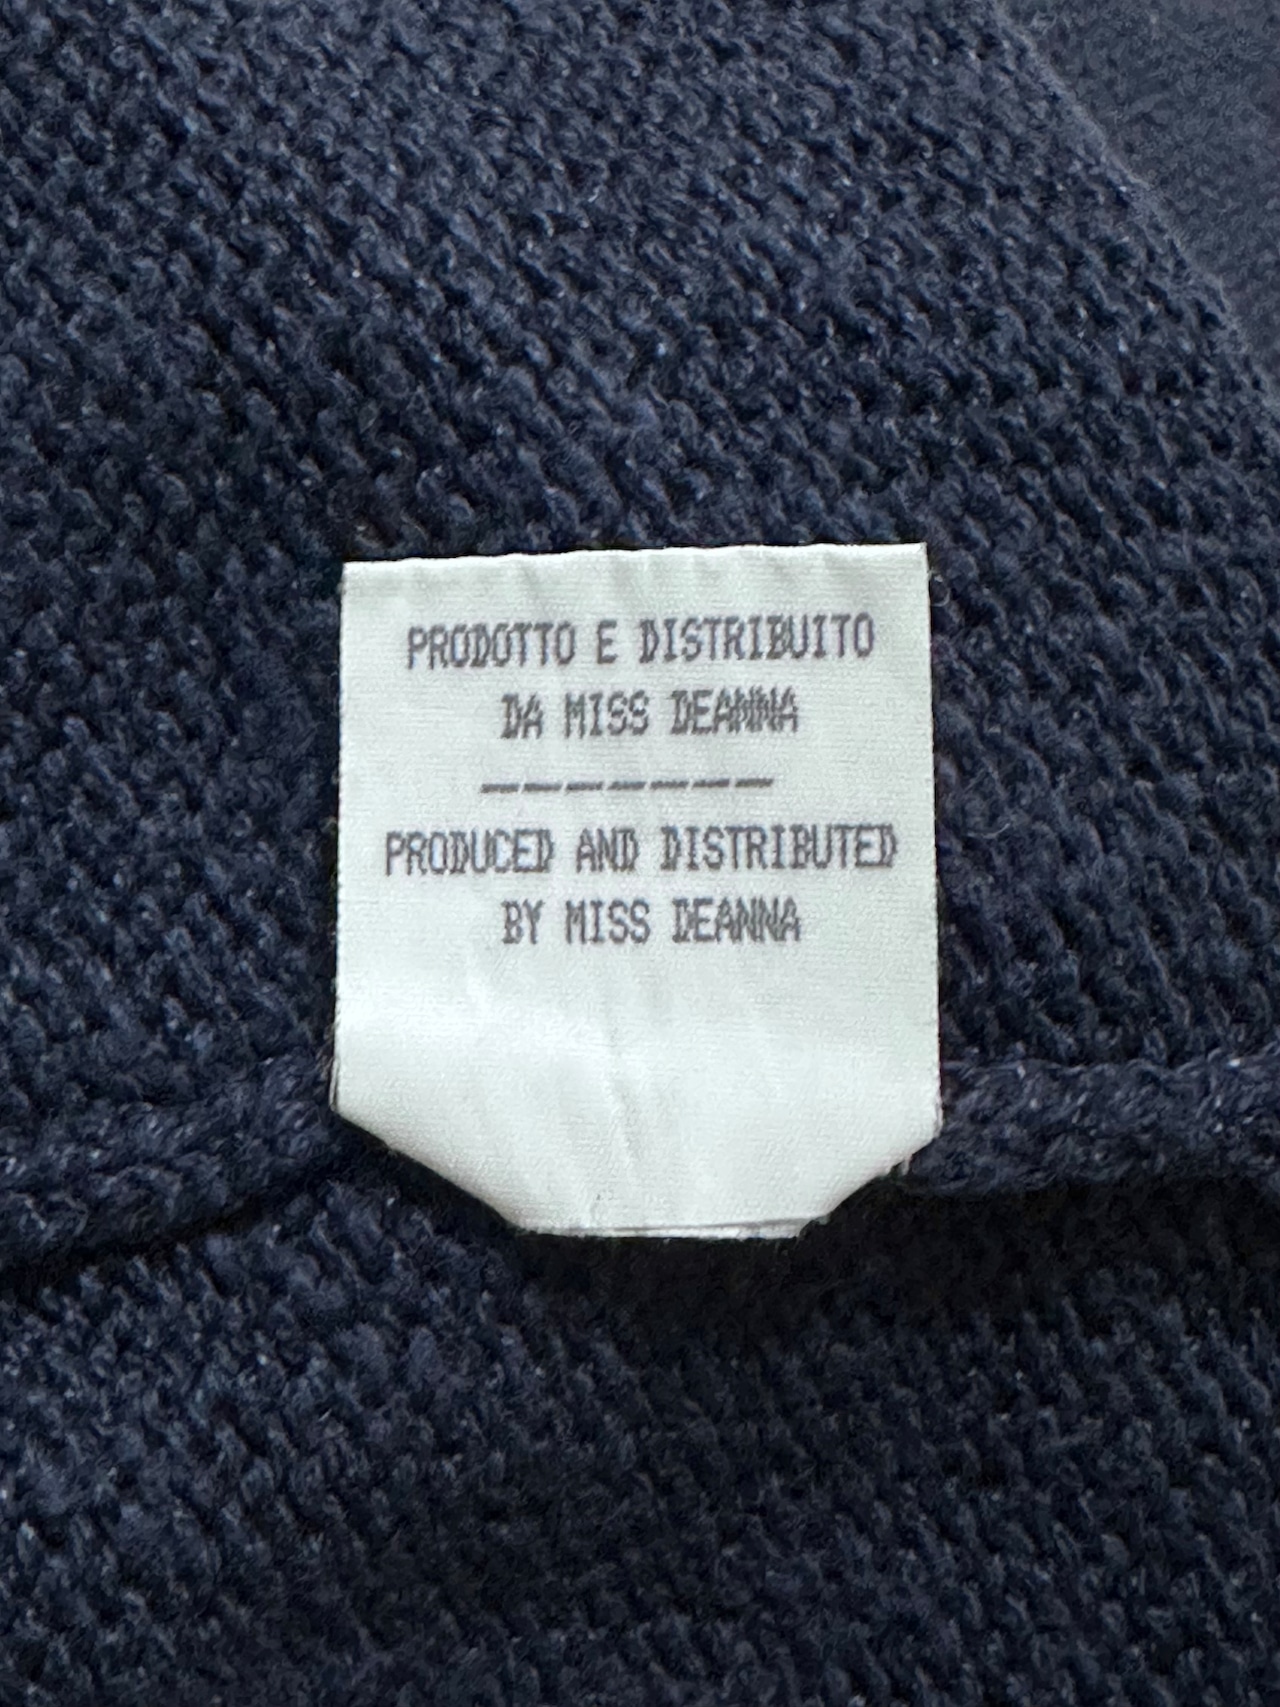 PRODOTTO E DISTRIBUITO
DA MISS DEANNA
-------
PRODUCED AND DISTRIBUTED
BY MISS DEANNA